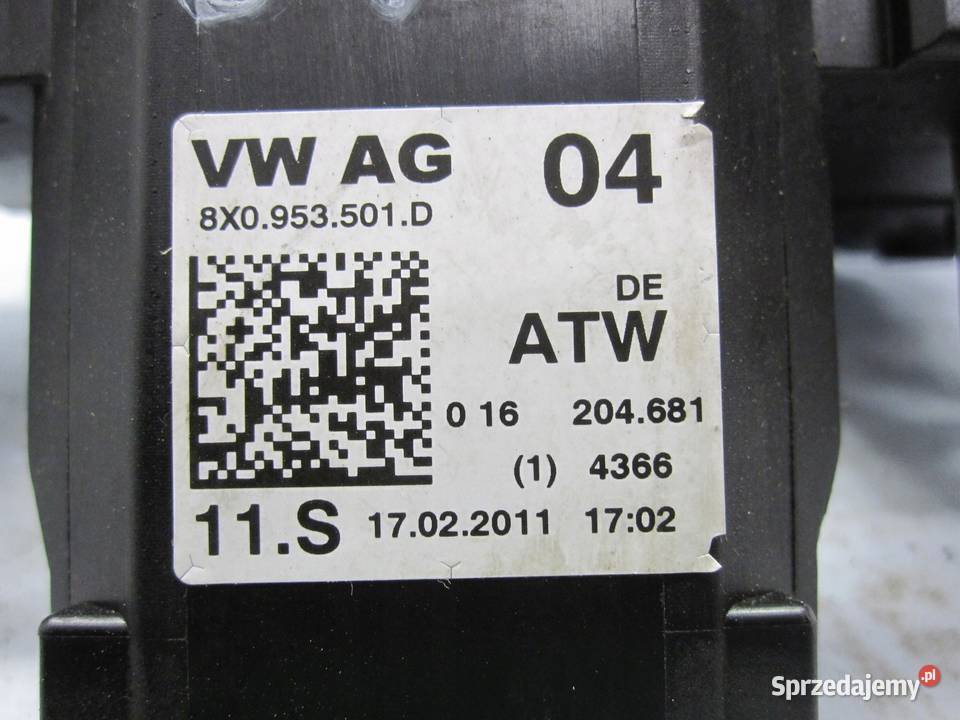 VW AG 04
8X0.953.501.D
DE
ATW
0 16 204.681
(1) 4366
11.S 17.02.2011 17:02
Sprzedajemy.pl